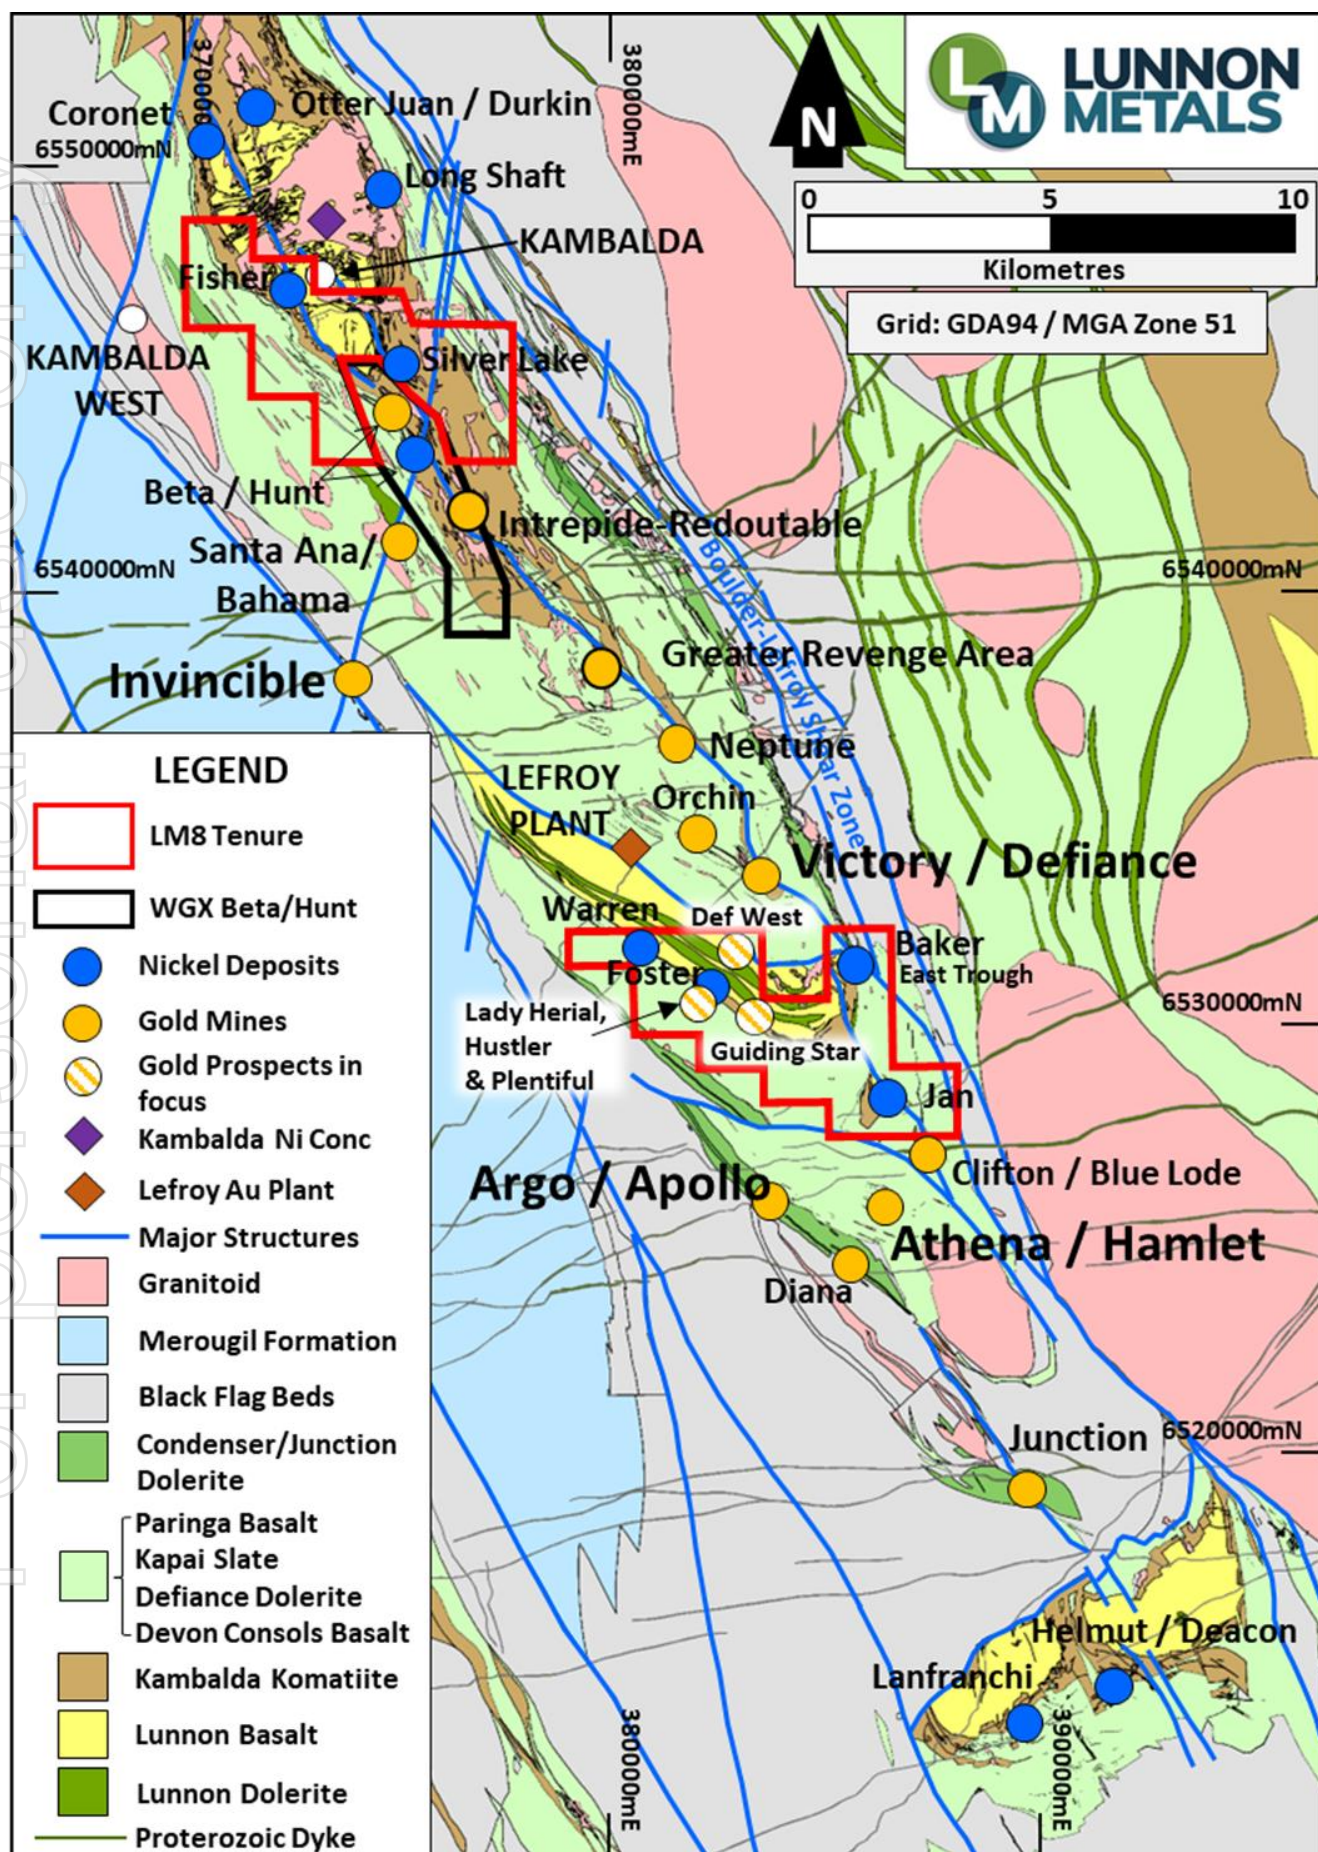 LM
LUNNON
METALS
N
0 5 10
Kilometres
Grid: GDA94 / MGA Zone 51
370000
380000mE
Coronet
6550000mN
Otter Juan / Durkin
Long Shaft
KAMBALDA
Fisher
KAMBALDA
WEST
Silver Lake
Beta / Hunt
Intrepide-Redoutable
Santa Ana/
Bahama
6540000mN
6540000mN
Boulder-Lefroy Shear Zone
Greater Revenge Area
Invincible
Neptune
LEFROY
PLANT
Orchin
Victory / Defiance
Warren
Def West
Baker
East Trough
Foster
6530000mN
Lady Herial,
Hustler
& Plentiful
Guiding Star
Jan
Clifton / Blue Lode
Argo / Apollo
Athena / Hamlet
Diana
Junction
6520000mN
Helmut / Deacon
Lanfranchi
380000mE
390000mE
LEGEND
LM8 Tenure
WGX Beta/Hunt
Nickel Deposits
Gold Mines
Gold Prospects in
focus
Kambalda Ni Conc
Lefroy Au Plant
Major Structures
Granitoid
Merougil Formation
Black Flag Beds
Condenser/Junction
Dolerite
Paringa Basalt
Kapai Slate
Defiance Dolerite
Devon Consols Basalt
Kambalda Komatiite
Lunnon Basalt
Lunnon Dolerite
Proterozoic Dyke